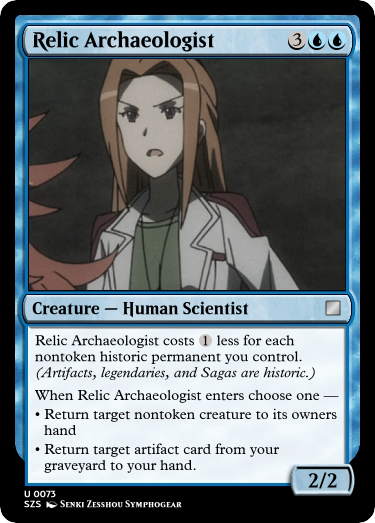 Relic Archaeologist 3
Creature — Human Scientist
Relic Archaeologist costs 1 less for each
nontoken historic permanent you control.
(Artifacts, legendaries, and Sagas are historic.)
When Relic Archaeologist enters choose one —
• Return target nontoken creature to its owners
hand
• Return target artifact card from your
graveyard to your hand.
2/2
U 0073
SZS SENKI ZESSHOU SYMPHOGEAR